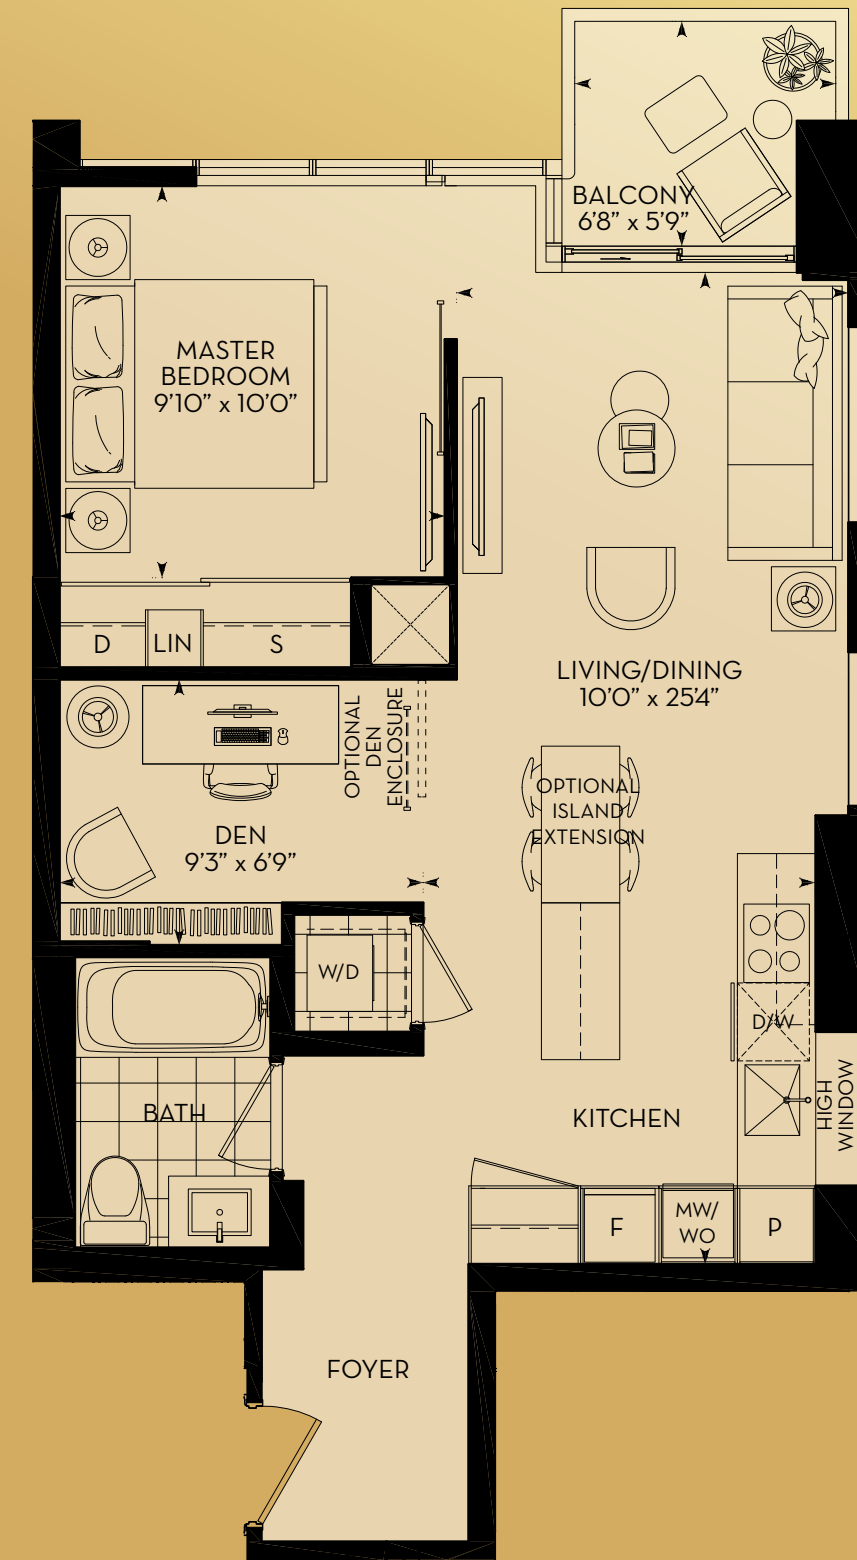 BALCONY
6'8" x 5'9"
MASTER
BEDROOM
9'10" x 10'0"
D
LIN
S
LIVING/DINING
10'0" x 25'4"
OPTIONAL
DEN
ENCLOSURE
OPTIONAL
ISLAND
EXTENSION
DEN
9'3" x 6'9"
W/D
D/W
HIGH
WINDOW
BATH
KITCHEN
F
MW/
WO
P
FOYER